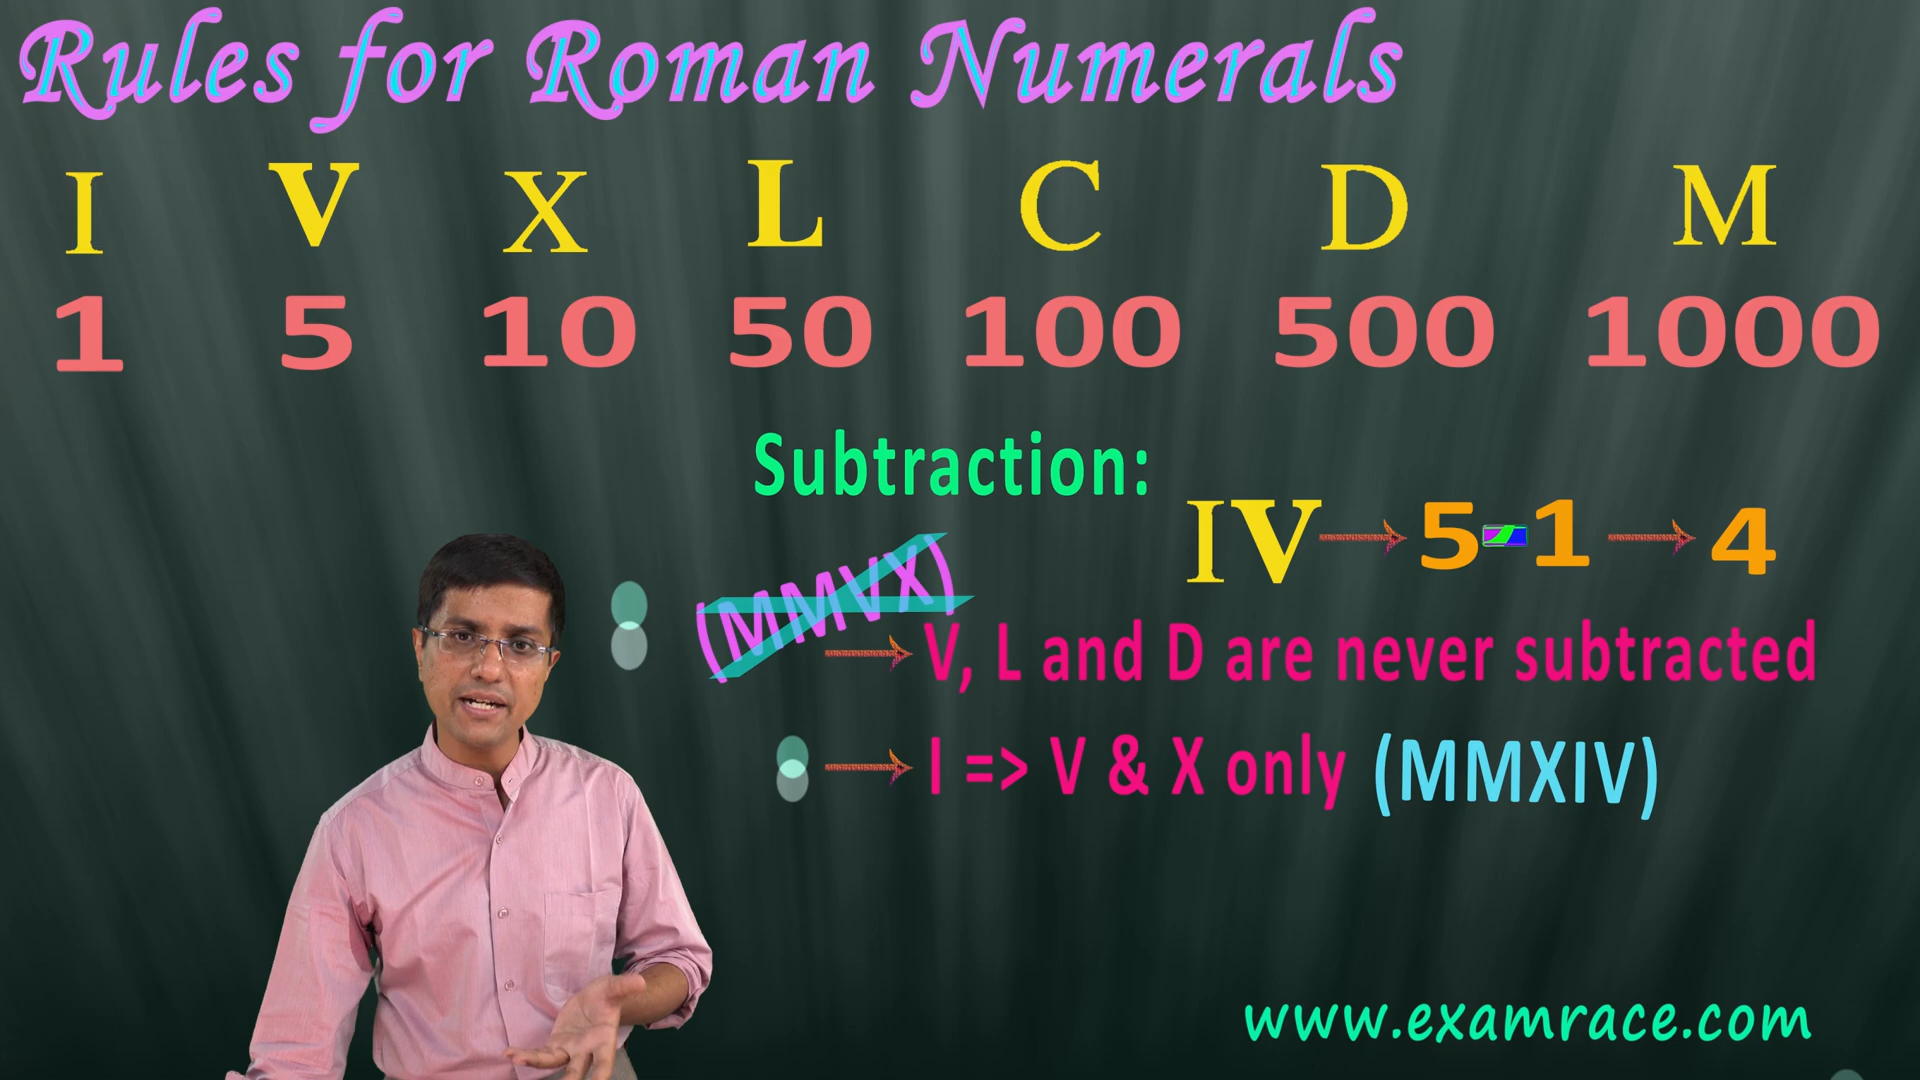 Rules for Roman Numerals
I V X L C D M
1 5 10 50 100 500 1000
Subtraction:
IV → 5-1 → 4
(MMVX)
→ V, L and D are never subtracted
→ I => V & X only (MMXIV)
www.examrace.com